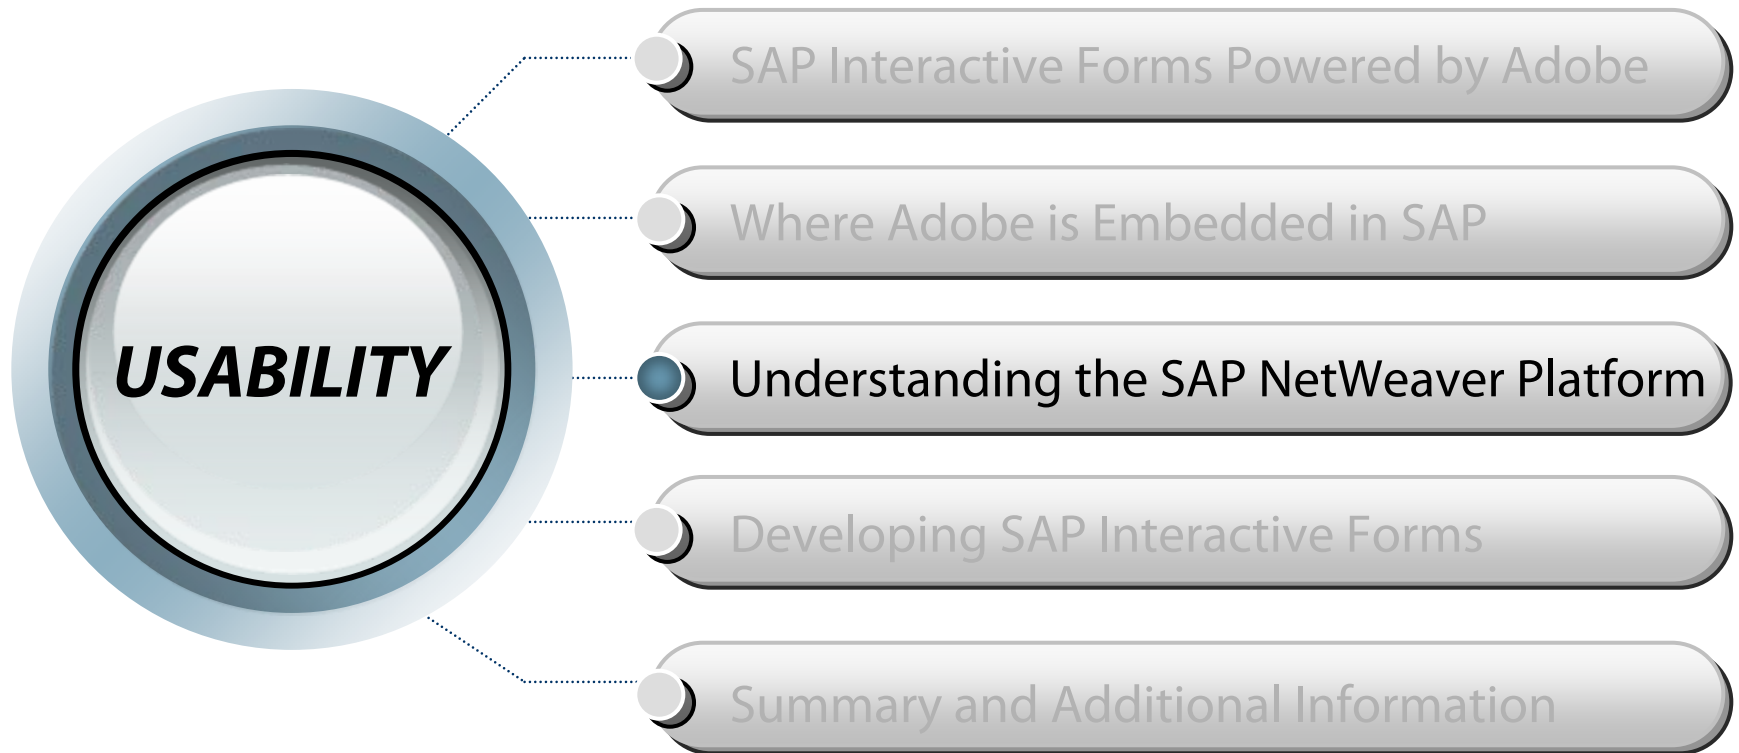 USABILITY
SAP Interactive Forms Powered by Adobe
Where Adobe is Embedded in SAP
Understanding the SAP NetWeaver Platform
Developing SAP Interactive Forms
Summary and Additional Information